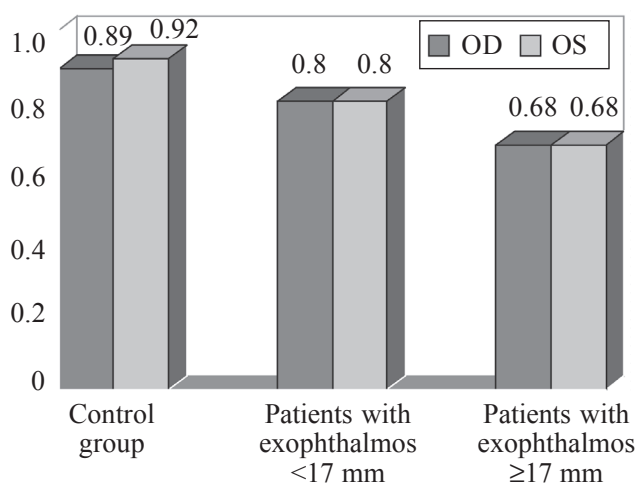 1.0
0.8
0.6
0.4
0.2
0
0.89 0.92
0.8 0.8
0.68 0.68
OD OS
Control
group
Patients with
exophthalmos
<17 mm
Patients with
exophthalmos
≥17 mm